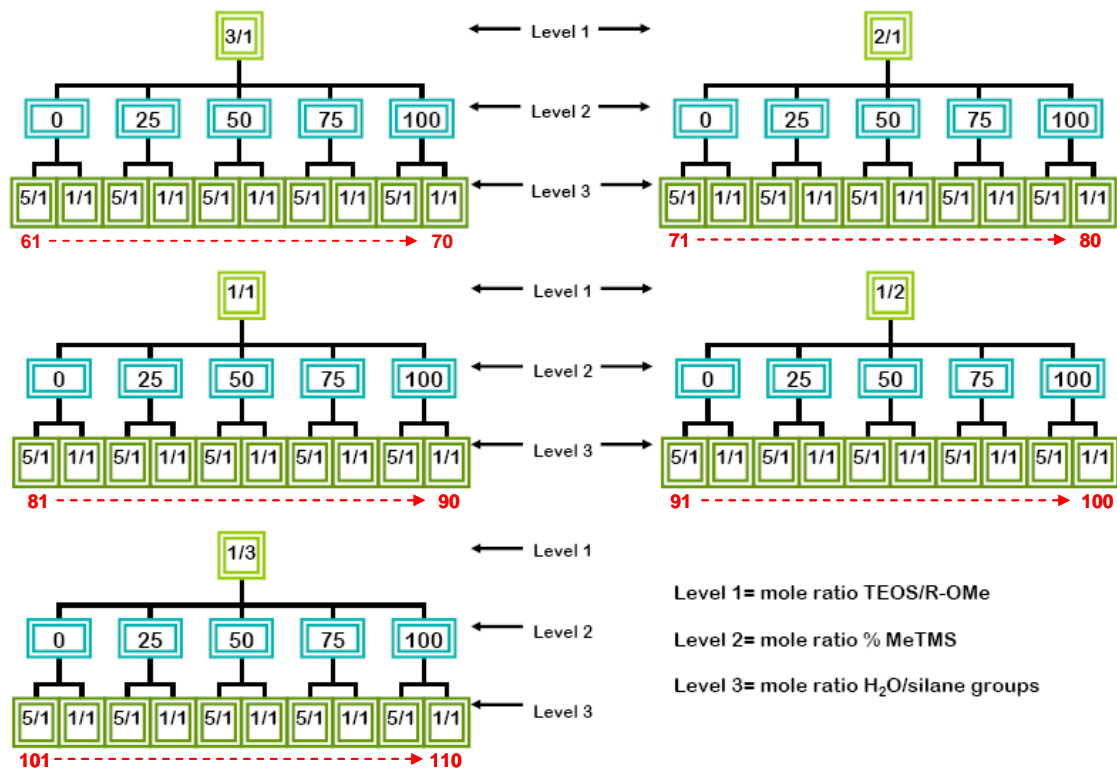 3/1 Level 1 2/1
0 25 50 75 100 Level 2 0 25 50 75 100
5/1 1/1 5/1 1/1 5/1 1/1 5/1 1/1 5/1 1/1 Level 3 5/1 1/1 5/1 1/1 5/1 1/1 5/1 1/1 5/1 1/1
61 70 71 80
1/1 Level 1 1/2
0 25 50 75 100 Level 2 0 25 50 75 100
5/1 1/1 5/1 1/1 5/1 1/1 5/1 1/1 5/1 1/1 Level 3 5/1 1/1 5/1 1/1 5/1 1/1 5/1 1/1 5/1 1/1
81 90 91 100
1/3 Level 1
Level 1= mole ratio TEOS/R-OMe
0 25 50 75 100 Level 2
Level 2= mole ratio % MeTMS
Level 3= mole ratio H₂O/silane groups
5/1 1/1 5/1 1/1 5/1 1/1 5/1 1/1 5/1 1/1 Level 3
101 110